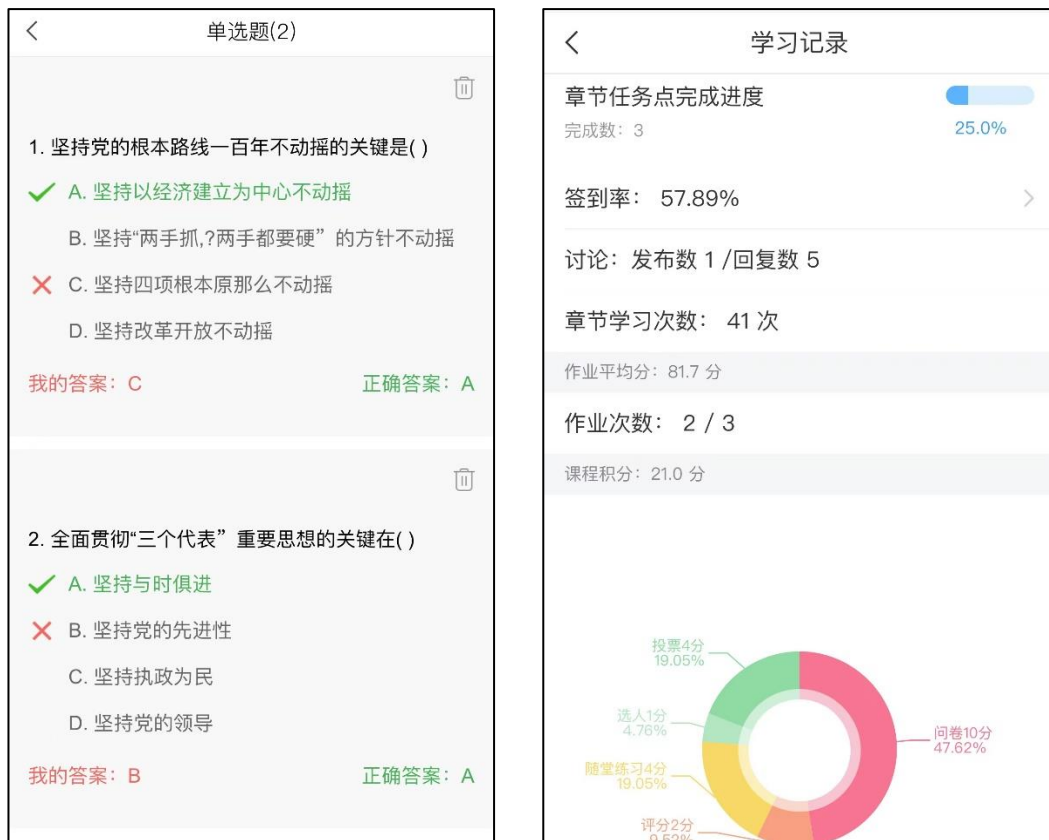 单选题(2)
1. 坚持党的根本路线一百年不动摇的关键是( )
A. 坚持以经济建立为中心不动摇
B. 坚持“两手抓,?两手都要硬”的方针不动摇
C. 坚持四项根本原那么不动摇
D. 坚持改革开放不动摇
我的答案：C
正确答案：A
2. 全面贯彻“三个代表”重要思想的关键在( )
A. 坚持与时俱进
B. 坚持党的先进性
C. 坚持执政为民
D. 坚持党的领导
我的答案：B
正确答案：A
学习记录
章节任务点完成进度
完成数：3
25.0%
签到率： 57.89%
讨论：发布数 1 /回复数 5
章节学习次数： 41 次
作业平均分：81.7 分
作业次数： 2 / 3
课程积分：21.0 分
投票4分
19.05%
选人1分
4.76%
问卷10分
47.62%
随堂练习4分
19.05%
评分2分
9.52%